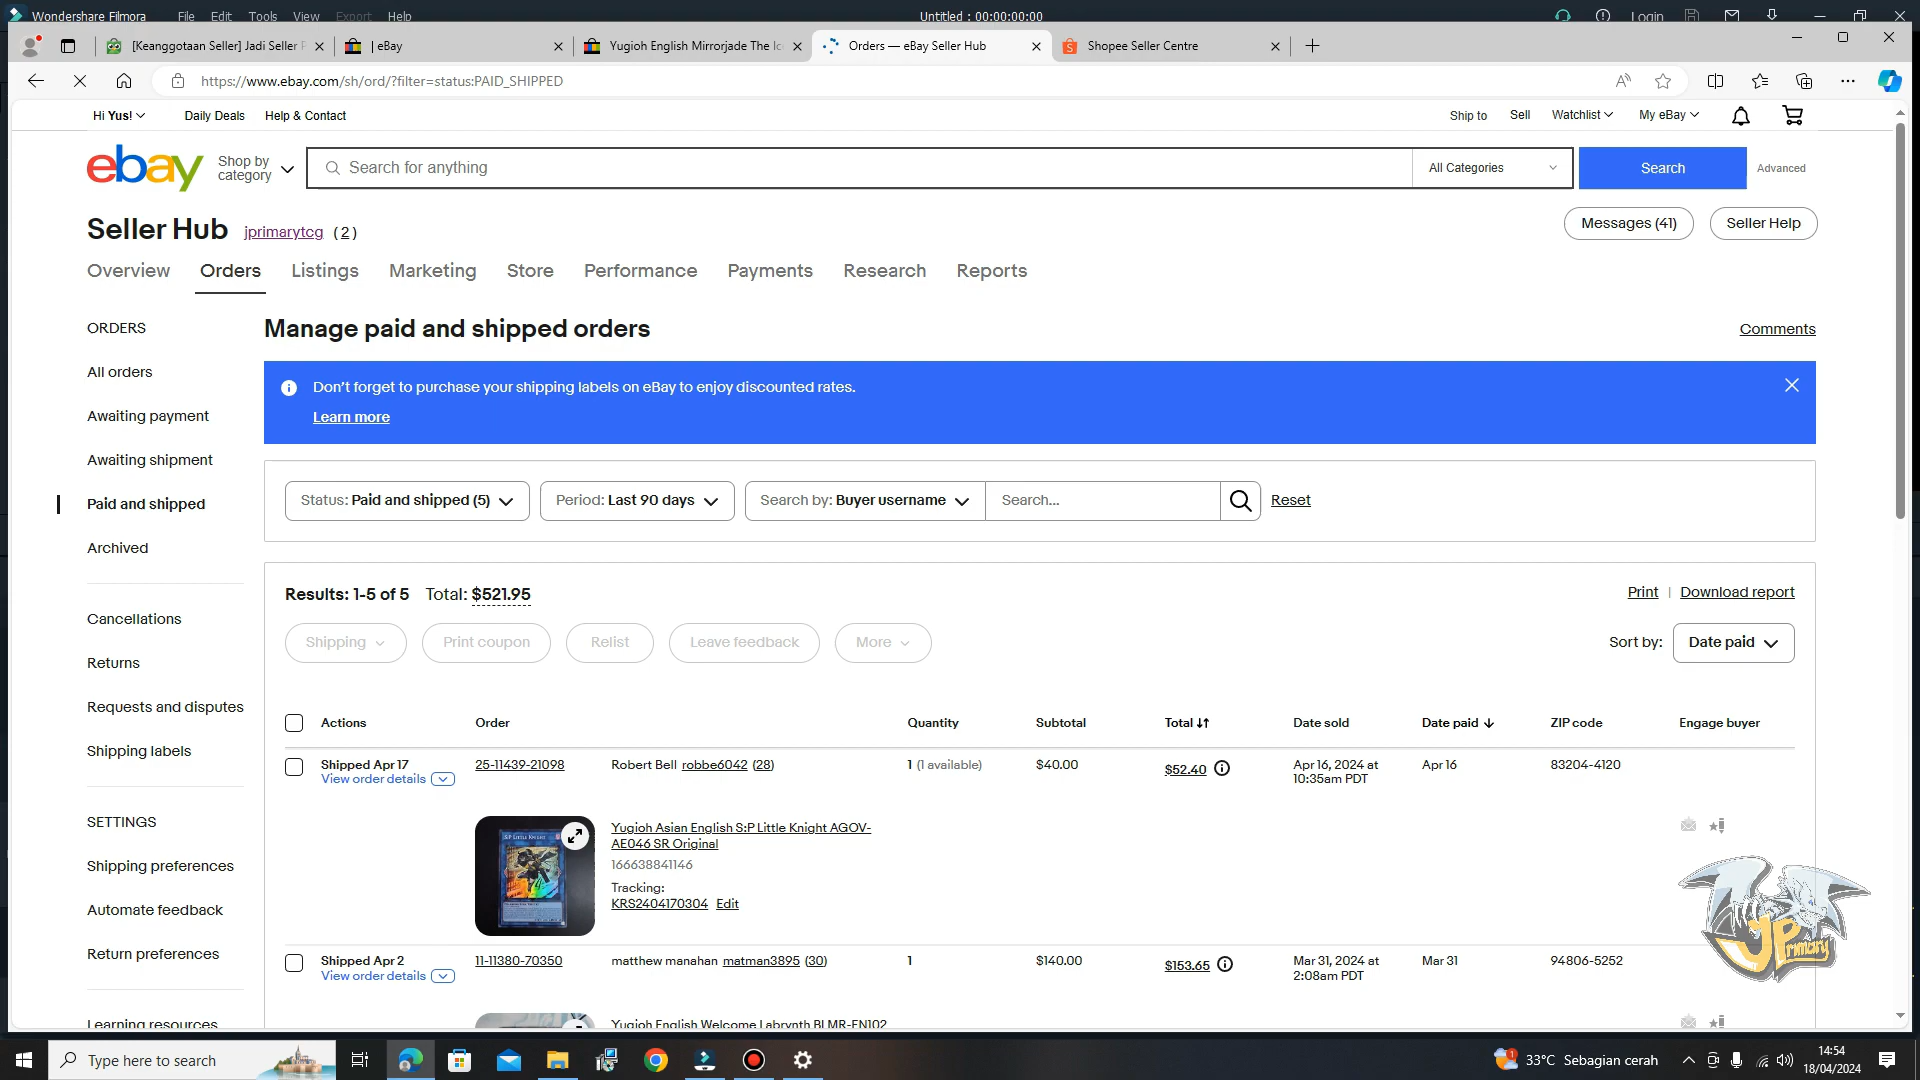 Wondershare Filmora File Edit Tools View Export Help Untitled : 00:00:00:00 Login
[Keanggotaan Seller] Jadi Seller | eBay Yugioh English Mirrorjade The Ic Orders — eBay Seller Hub Shopee Seller Centre
https://www.ebay.com/sh/ord/?filter=status:PAID_SHIPPED
Hi Yus! Daily Deals Help & Contact Ship to Sell Watchlist My eBay
ebay Shop by category Search for anything All Categories Search Advanced
Seller Hub jprimarytcg (2) Messages (41) Seller Help
Overview Orders Listings Marketing Store Performance Payments Research Reports
ORDERS
All orders
Awaiting payment
Awaiting shipment
Paid and shipped
Archived
Cancellations
Returns
Requests and disputes
Shipping labels
SETTINGS
Shipping preferences
Automate feedback
Return preferences
Learning resources
Manage paid and shipped orders Comments
Don't forget to purchase your shipping labels on eBay to enjoy discounted rates.
Learn more
Status: Paid and shipped (5) Period: Last 90 days Search by: Buyer username Search... Reset
Results: 1-5 of 5 Total: $521.95 Print | Download report
Shipping Print coupon Relist Leave feedback More Sort by: Date paid
Actions Order Quantity Subtotal Total Date sold Date paid ZIP code Engage buyer
Shipped Apr 17 25-11439-21098 Robert Bell robbe6042 (28) 1 (1 available) $40.00 $52.40 Apr 16, 2024 at Apr 16 83204-4120
View order details 10:35am PDT
Yugioh Asian English S:P Little Knight AGOV-
AE046 SR Original
166638841146
Tracking:
KRS2404170304 Edit
Shipped Apr 2 11-11380-70350 matthew manahan matman3895 (30) 1 $140.00 $153.65 Mar 31, 2024 at Mar 31 94806-5252
View order details 2:08am PDT
Yugioh English Welcome Labrynth BLMR-EN102
JPrimary
Type here to search 33°C Sebagian cerah 14:54
18/04/2024